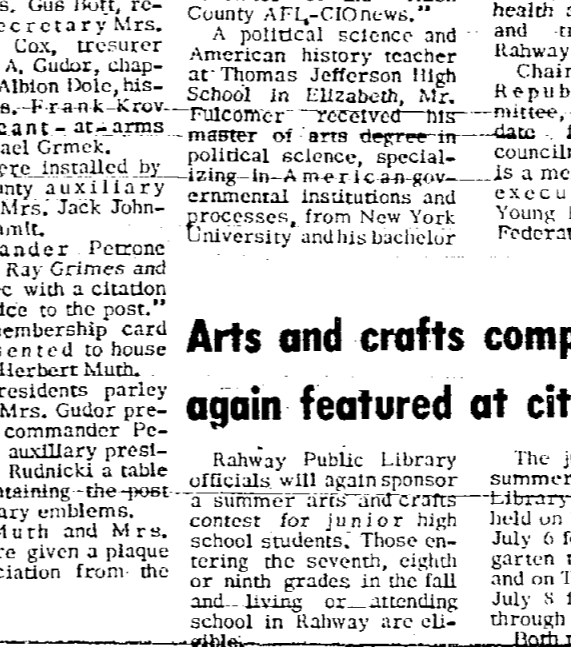 s. Gus Bott, re-
ecretary Mrs.
Cox, tresurer
A. Gudor, chap-
Albion Dole, his-
s. Frank Krov
eant-at-arms
ael Grmek.
ere installed by
unty auxiliary
Mrs. Jack John-
amit.
ander Petrone
Ray Grimes and
c with a citation
ice to the post."
embership card
sented to house
Herbert Muth.
residents parley
Mrs. Gudor pre-
commander Pe-
auxiliary presi-
Rudnicki a table
ntaining the post
ary emblems.
Muth and Mrs.
re given a plaque
ciation from the
County AFL-CIO news."
A political science and
American history teacher
at Thomas Jefferson High
School in Elizabeth, Mr.
Fulcomer received his
master of arts degree in
political science, special-
izing in American gov-
ernmental institutions and
processes, from New York
University and his bachelor
Arts and crafts comp
again featured at cit
Rahway Public Library
officials will again sponsor
a summer arts and crafts
contest for junior high
school students. Those en-
tering the seventh, eighth
or ninth grades in the fall
and living or attending
school in Rahway are eli-
gible.
health a
and t
Rahway
Chair
Repub
mittee,
date f
counciln
is a me
execu
Young
Federat
The j
summer
Library
held on
July 6 f
garten
and on T
July 8 f
through
Both